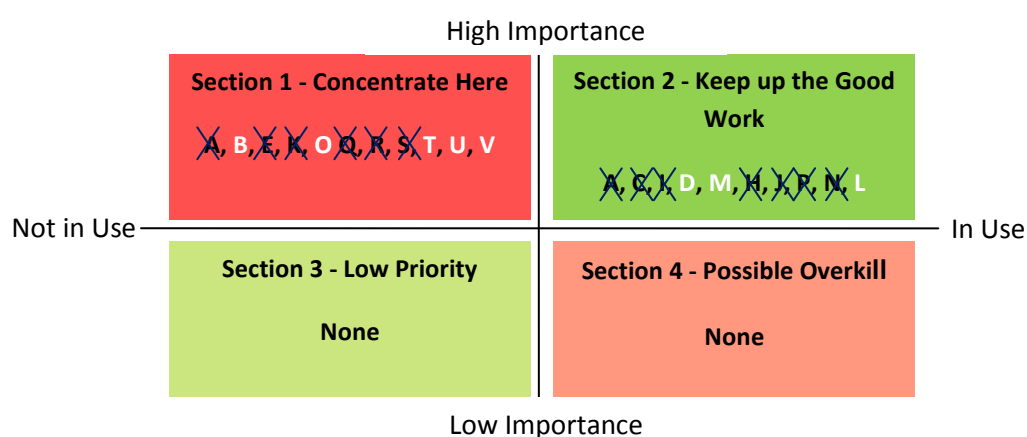 High Importance
Section 1 - Concentrate Here
A, B, E, K, O Q, R, S, T, U, V
Section 2 - Keep up the Good
Work
A, C, I, D, M, H, J, P, N, L
Not in Use
In Use
Section 3 - Low Priority
None
Section 4 - Possible Overkill
None
Low Importance